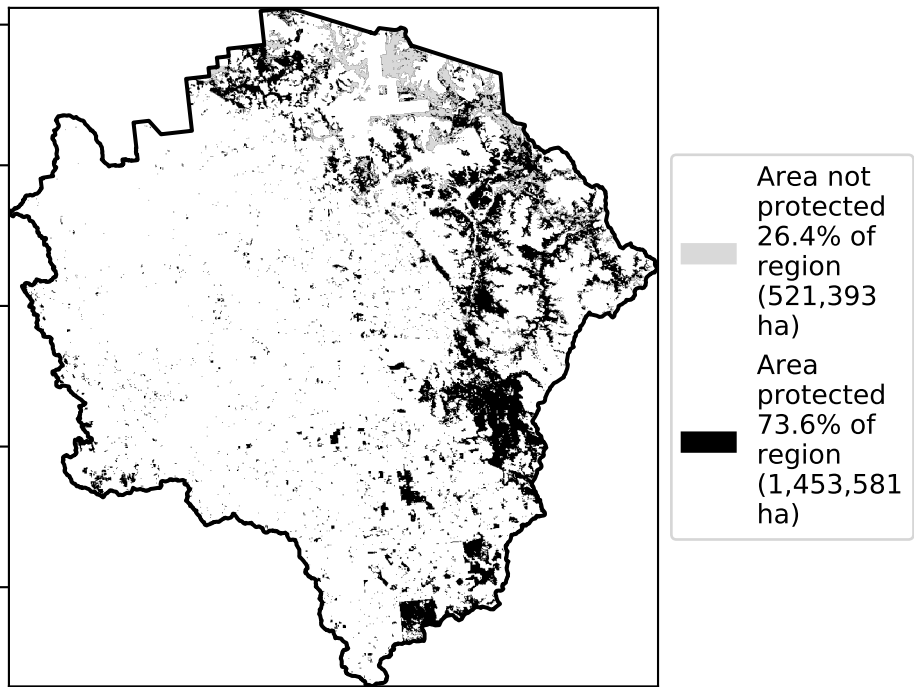 Area not
protected
26.4% of
region
(521,393
ha)
Area
protected
73.6% of
region
(1,453,581
ha)